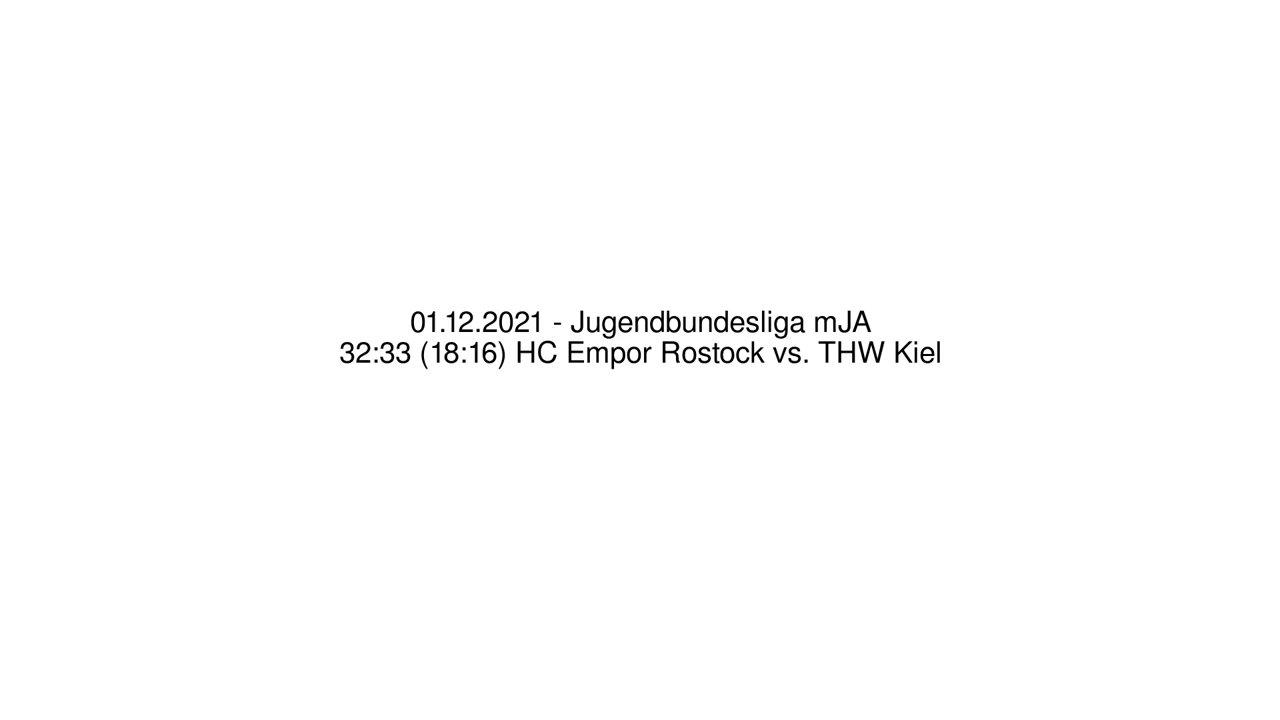 01.12.2021 - Jugendbundesliga mJA
32:33 (18:16) HC Empor Rostock vs. THW Kiel